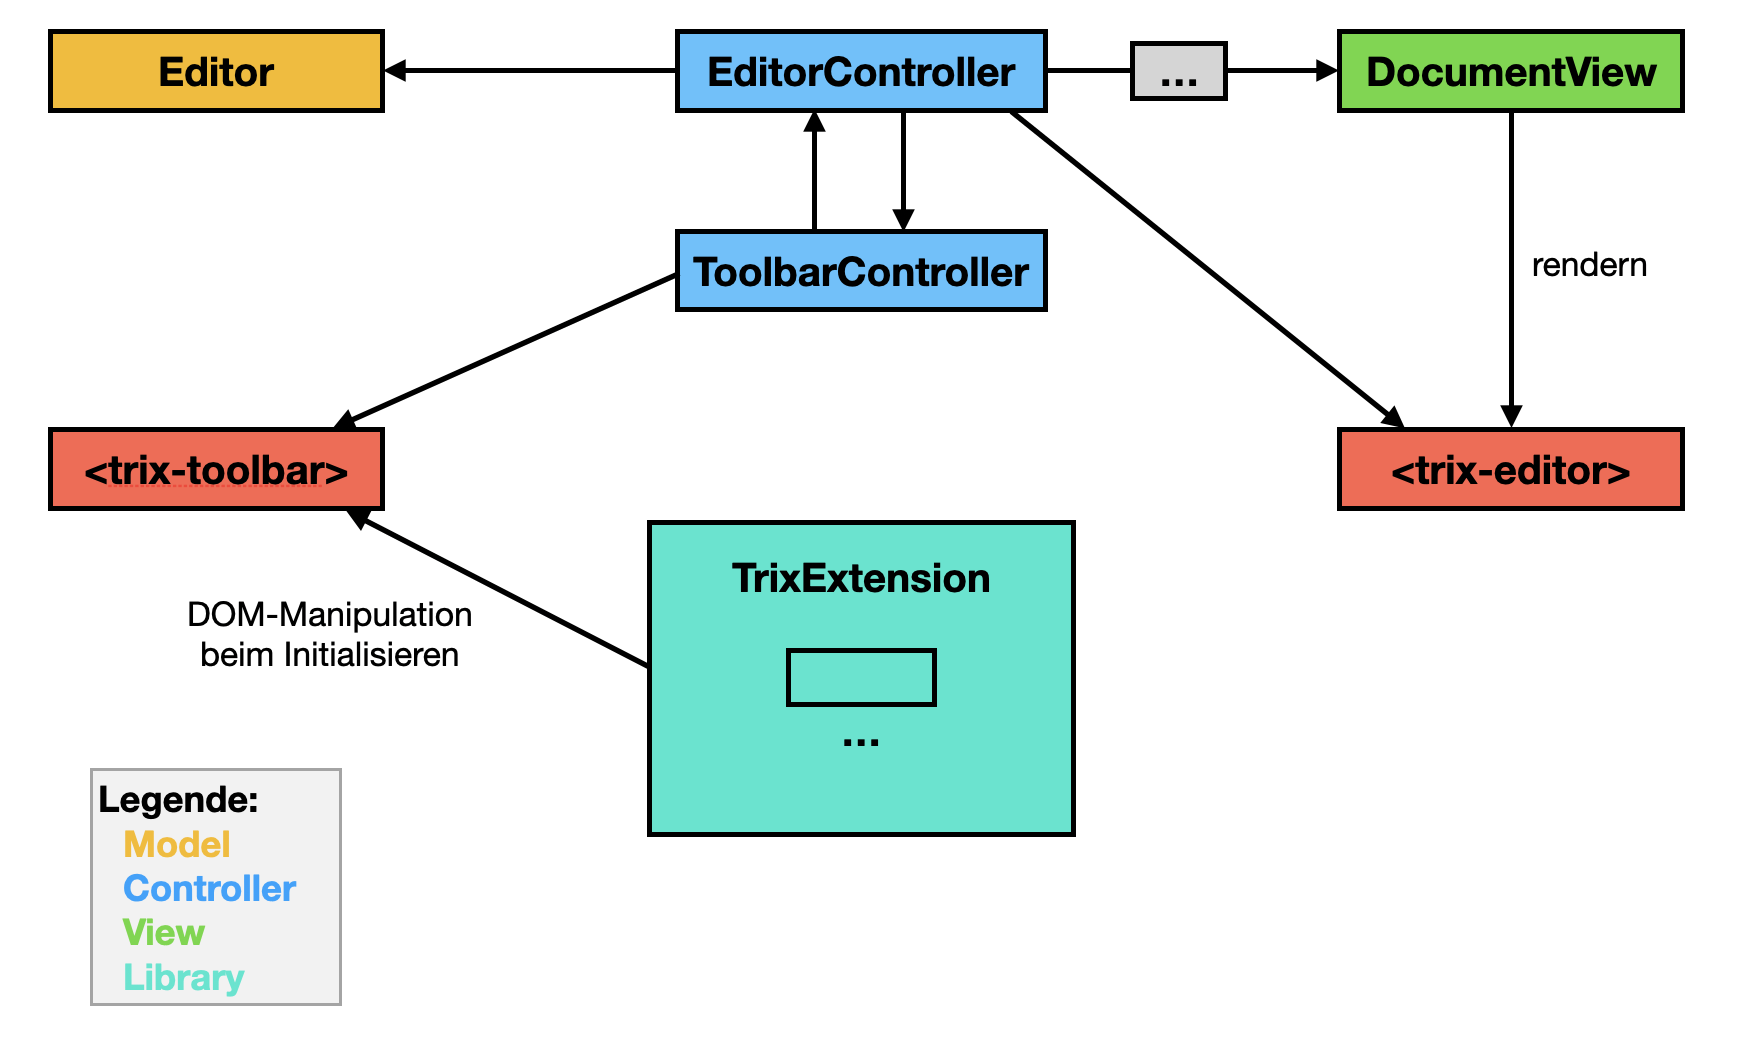 Editor
EditorController
...
DocumentView
ToolbarController
rendern
<trix-toolbar>
<trix-editor>
TrixExtension
...
DOM-Manipulation
beim Initialisieren
Legende:
Model
Controller
View
Library